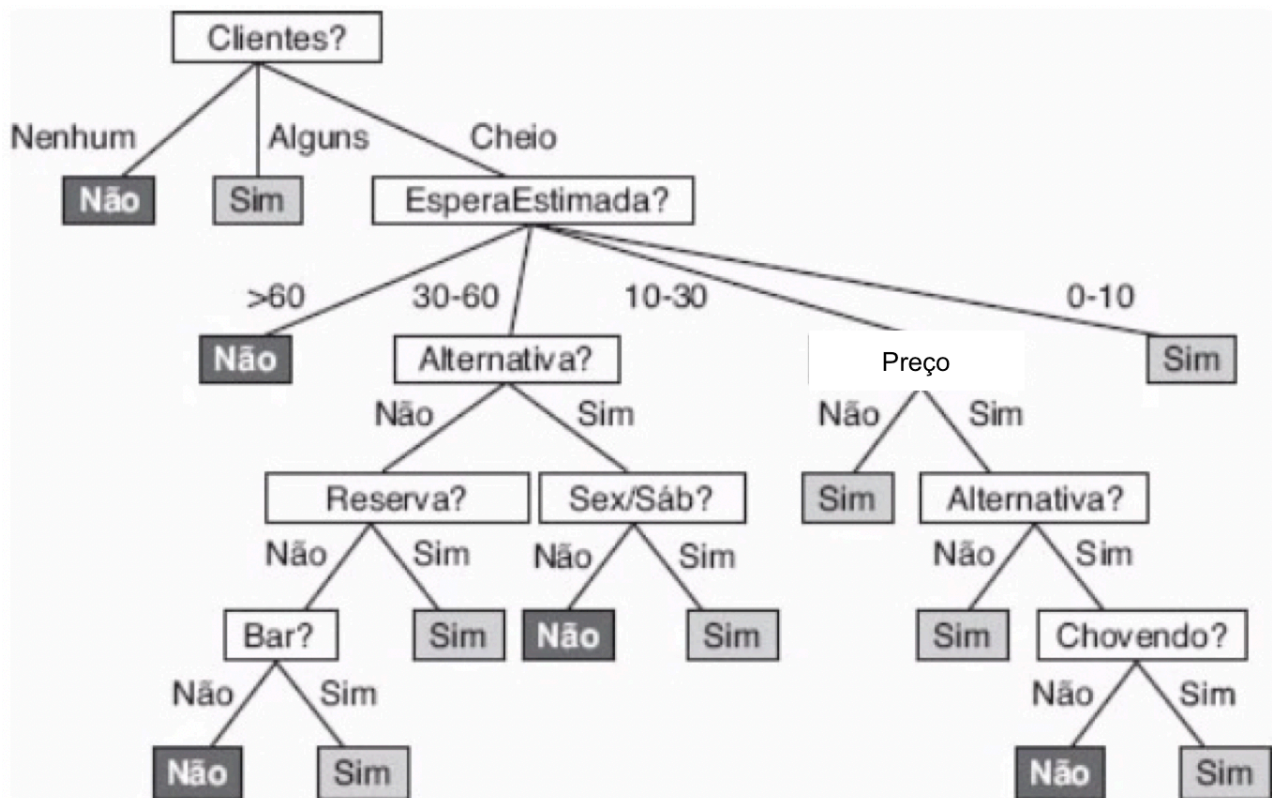 Clientes?
Nenhum Alguns Cheio
Não Sim EsperaEstimada?
>60 30-60 10-30 0-10
Não Alternativa? Preço Sim
Não Sim Não Sim
Reserva? Sex/Sáb? Sim Alternativa?
Não Sim Não Sim Não Sim
Bar? Sim Não Sim Sim Chovendo?
Não Sim Não Sim
Não Sim Não Sim